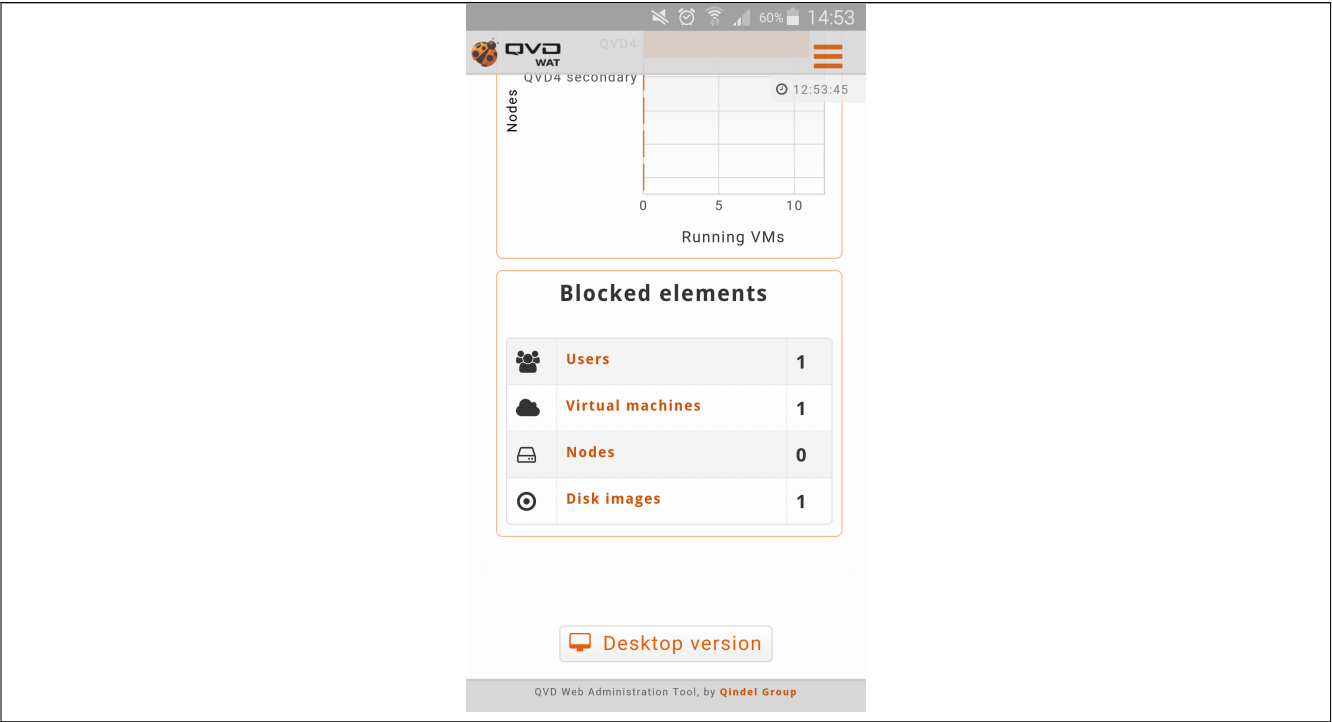 60% 14:53
QVD
WAT
QVD4
QVD4 secondary
12:53:45
Nodes
0 5 10
Running VMs
Blocked elements
Users 1
Virtual machines 1
Nodes 0
Disk images 1
Desktop version
QVD Web Administration Tool, by Qindel Group